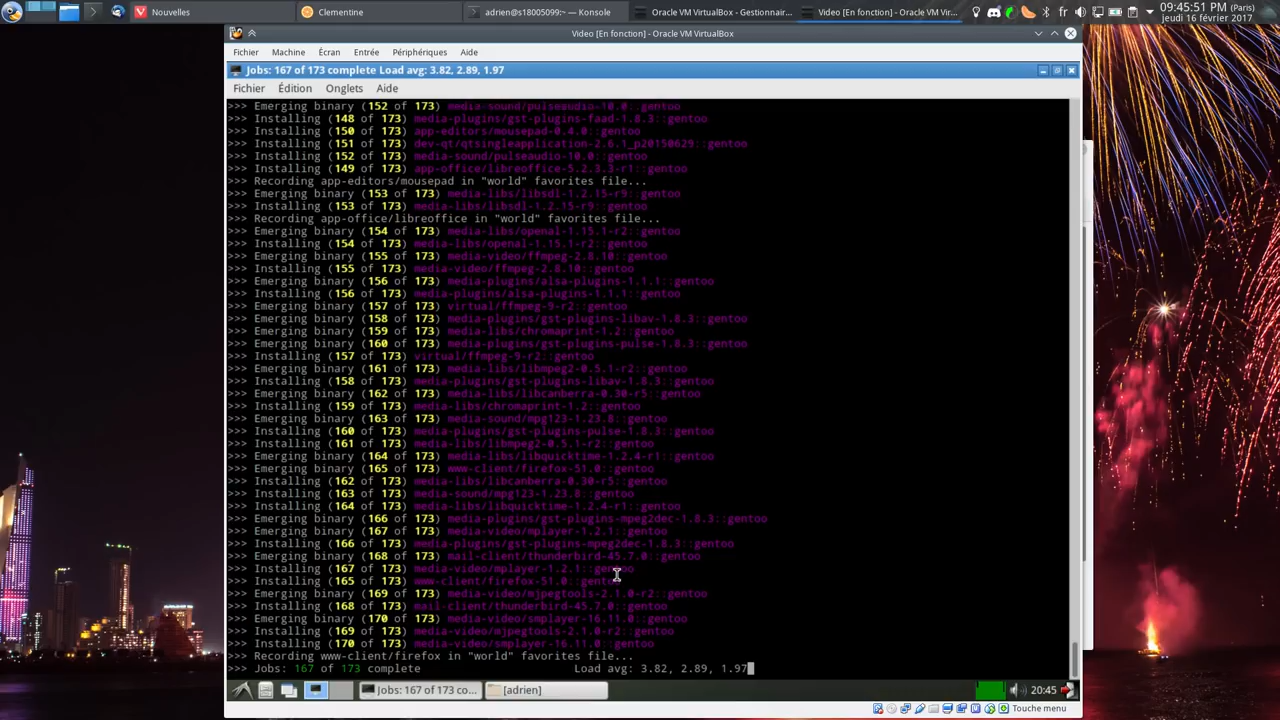 Nouvelles
Clementine
adrien@s18005099:~ — Konsole
Oracle VM VirtualBox - Gestionnair...
Video [En fonction] - Oracle VM Vir...
fr
09:45:51 PM (Paris)
jeudi 16 février 2017
Video [En fonction] - Oracle VM VirtualBox
Fichier Machine Écran Entrée Périphériques Aide
Jobs: 167 of 173 complete Load avg: 3.82, 2.89, 1.97
Fichier Édition Onglets Aide
>>> Emerging binary (152 of 173) media-sound/pulseaudio-10.0::gentoo
>>> Installing (148 of 173) media-plugins/gst-plugins-faad-1.8.3::gentoo
>>> Installing (150 of 173) app-editors/mousepad-0.4.0::gentoo
>>> Installing (151 of 173) dev-qt/qtsingleapplication-2.6.1_p20150629::gentoo
>>> Installing (152 of 173) media-sound/pulseaudio-10.0::gentoo
>>> Installing (149 of 173) app-office/libreoffice-5.2.3.3-r1::gentoo
>>> Recording app-editors/mousepad in "world" favorites file...
>>> Emerging binary (153 of 173) media-libs/libsdl-1.2.15-r9::gentoo
>>> Installing (153 of 173) media-libs/libsdl-1.2.15-r9::gentoo
>>> Recording app-office/libreoffice in "world" favorites file...
>>> Emerging binary (154 of 173) media-libs/openal-1.15.1-r2::gentoo
>>> Installing (154 of 173) media-libs/openal-1.15.1-r2::gentoo
>>> Emerging binary (155 of 173) media-video/ffmpeg-2.8.10::gentoo
>>> Installing (155 of 173) media-video/ffmpeg-2.8.10::gentoo
>>> Emerging binary (156 of 173) media-plugins/alsa-plugins-1.1.1::gentoo
>>> Installing (156 of 173) media-plugins/alsa-plugins-1.1.1::gentoo
>>> Emerging binary (157 of 173) virtual/ffmpeg-9-r2::gentoo
>>> Emerging binary (158 of 173) media-plugins/gst-plugins-libav-1.8.3::gentoo
>>> Emerging binary (159 of 173) media-libs/chromaprint-1.2::gentoo
>>> Emerging binary (160 of 173) media-plugins/gst-plugins-pulse-1.8.3::gentoo
>>> Installing (157 of 173) virtual/ffmpeg-9-r2::gentoo
>>> Emerging binary (161 of 173) media-libs/libmpeg2-0.5.1-r2::gentoo
>>> Installing (158 of 173) media-plugins/gst-plugins-libav-1.8.3::gentoo
>>> Emerging binary (162 of 173) media-libs/libcanberra-0.30-r5::gentoo
>>> Installing (159 of 173) media-libs/chromaprint-1.2::gentoo
>>> Emerging binary (163 of 173) media-sound/mpg123-1.23.8::gentoo
>>> Installing (160 of 173) media-plugins/gst-plugins-pulse-1.8.3::gentoo
>>> Installing (161 of 173) media-libs/libmpeg2-0.5.1-r2::gentoo
>>> Emerging binary (164 of 173) media-libs/libquicktime-1.2.4-r1::gentoo
>>> Emerging binary (165 of 173) www-client/firefox-51.0::gentoo
>>> Installing (162 of 173) media-libs/libcanberra-0.30-r5::gentoo
>>> Installing (163 of 173) media-sound/mpg123-1.23.8::gentoo
>>> Installing (164 of 173) media-libs/libquicktime-1.2.4-r1::gentoo
>>> Emerging binary (166 of 173) media-plugins/gst-plugins-mpeg2dec-1.8.3::gentoo
>>> Emerging binary (167 of 173) media-video/mplayer-1.2.1::gentoo
>>> Installing (166 of 173) media-plugins/gst-plugins-mpeg2dec-1.8.3::gentoo
>>> Emerging binary (168 of 173) mail-client/thunderbird-45.7.0::gentoo
>>> Installing (167 of 173) media-video/mplayer-1.2.1::gentoo
>>> Installing (165 of 173) www-client/firefox-51.0::gentoo
>>> Emerging binary (169 of 173) media-video/mjpegtools-2.1.0-r2::gentoo
>>> Installing (168 of 173) mail-client/thunderbird-45.7.0::gentoo
>>> Emerging binary (170 of 173) media-video/smplayer-16.11.0::gentoo
>>> Installing (169 of 173) media-video/mjpegtools-2.1.0-r2::gentoo
>>> Installing (170 of 173) media-video/smplayer-16.11.0::gentoo
>>> Recording www-client/firefox in "world" favorites file...
>>> Jobs: 167 of 173 complete Load avg: 3.82, 2.89, 1.97
Jobs: 167 of 173 co...
[adrien]
20:45
Touche menu